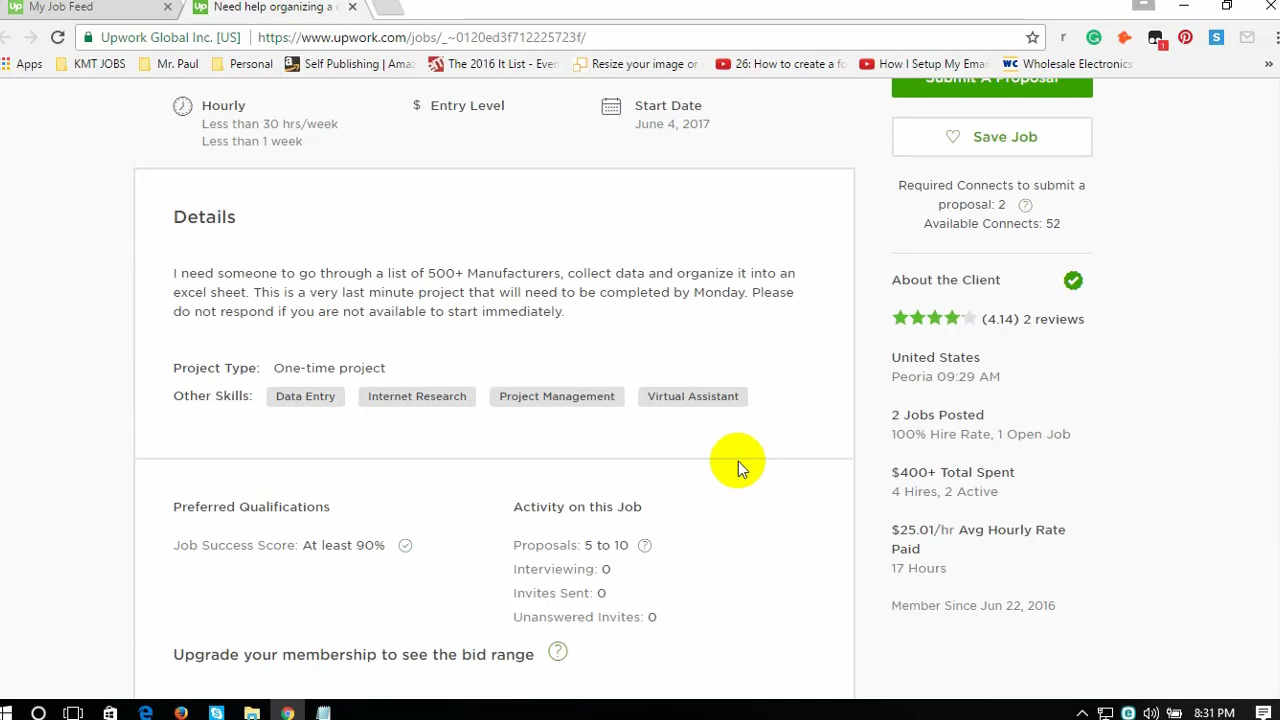 My Job Feed
Need help organizing a
Upwork Global Inc. [US]
https://www.upwork.com/jobs/_~0120ed3f712225723f/
Apps
KMT JOBS
Mr. Paul
Personal
Self Publishing | Ama
The 2016 It List - Eve
Resize your image
26: How to create a
How I Setup My Email
Wholesale Electronics
»
Submit A Proposal
Hourly
Less than 30 hrs/week
Less than 1 week
$ Entry Level
Start Date
June 4, 2017
Save Job
Required Connects to submit a
proposal: 2
Available Connects: 52
Details
I need someone to go through a list of 500+ Manufacturers, collect data and organize it into an
excel sheet. This is a very last minute project that will need to be completed by Monday. Please
do not respond if you are not available to start immediately.
Project Type: One-time project
Other Skills: Data Entry Internet Research Project Management Virtual Assistant
Preferred Qualifications
Job Success Score: At least 90%
Activity on this Job
Proposals: 5 to 10
Interviewing: 0
Invites Sent: 0
Unanswered Invites: 0
Upgrade your membership to see the bid range
About the Client
(4.14) 2 reviews
United States
Peoria 09:29 AM
2 Jobs Posted
100% Hire Rate, 1 Open Job
$400+ Total Spent
4 Hires, 2 Active
$25.01/hr Avg Hourly Rate
Paid
17 Hours
Member Since Jun 22, 2016
8:31 PM